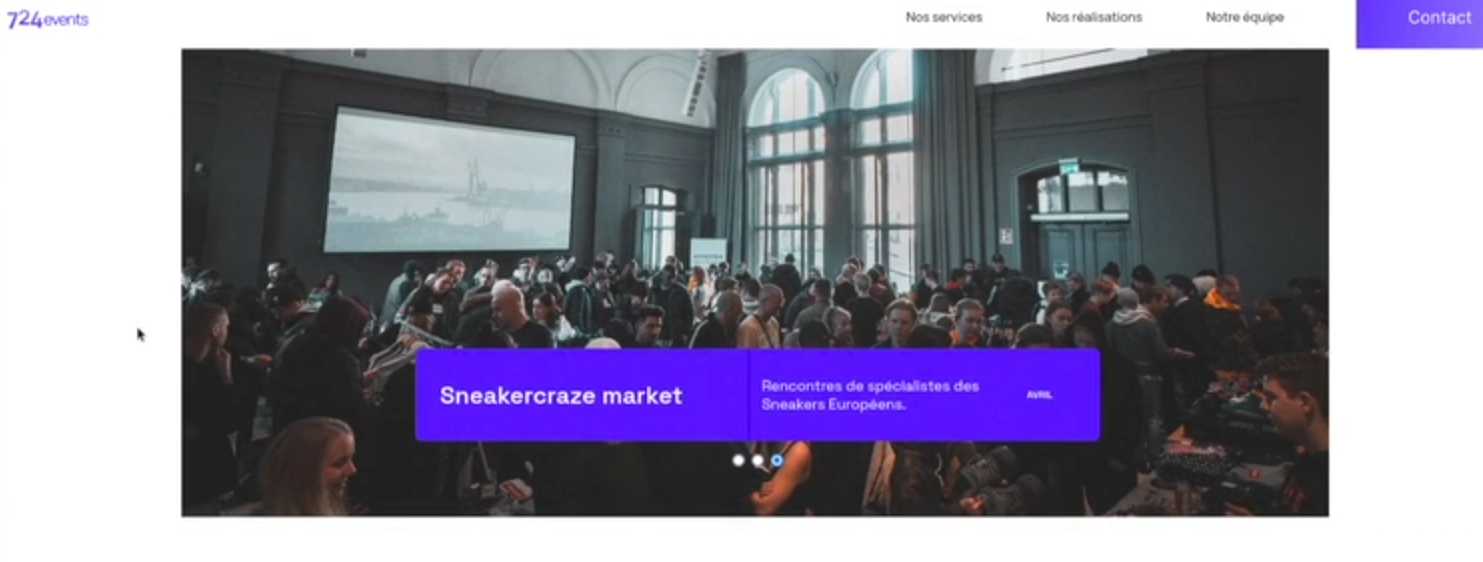 724events
Nos services
Nos réalisations
Notre équipe
Contact
Sneakercraze market
Rencontres de spécialistes des
Sneakers Européens.
AVRIL